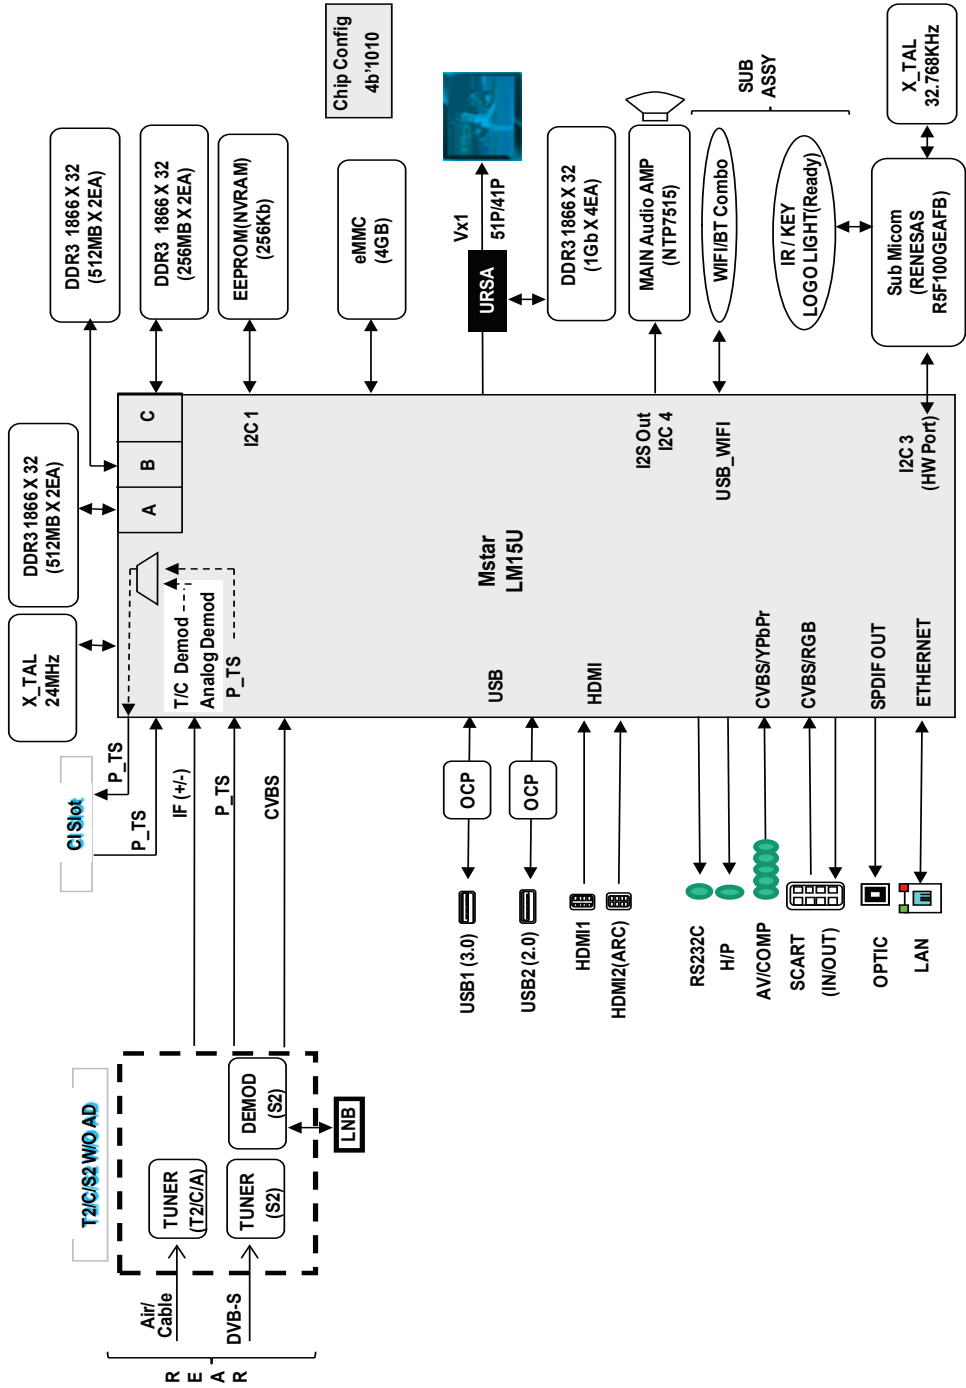 REAR
Air/
Cable
DVB-S
T2/C/S2 W/O AD
TUNER
(T2/C/A)
TUNER
(S2)
DEMOD
(S2)
LNB
CI Slot
P_TS
P_TS
IF (+/-)
P_TS
CVBS
X_TAL
24MHz
DDR3 1866 X 32
(512MB X 2EA)
DDR3 1866 X 32
(512MB X 2EA)
DDR3 1866 X 32
(256MB X 2EA)
EEPROM(NVRAM)
(256Kb)
eMMC
(4GB)
Chip Config
4b'1010
A
B
C
T/C Demod
Analog Demod
P_TS
I2C 1
Mstar
LM15U
URSA
Vx1
51P/41P
DDR3 1866 X 32
(1Gb X 4EA)
MAIN Audio AMP
(NTP7515)
I2S Out
I2C 4
USB_WIFI
WIFI/BT Combo
SUB
ASSY
IR / KEY
LOGO LIGHT(Ready)
I2C 3
(HW Port)
Sub Micom
(RENESAS
R5F100GEAFB)
X_TAL
32.768KHz
USB
HDMI
CVBS/YPbPr
CVBS/RGB
SPDIF OUT
ETHERNET
OCP
OCP
USB1 (3.0)
USB2 (2.0)
HDMI1
HDMI2(ARC)
RS232C
H/P
AV/COMP
SCART
(IN/OUT)
OPTIC
LAN